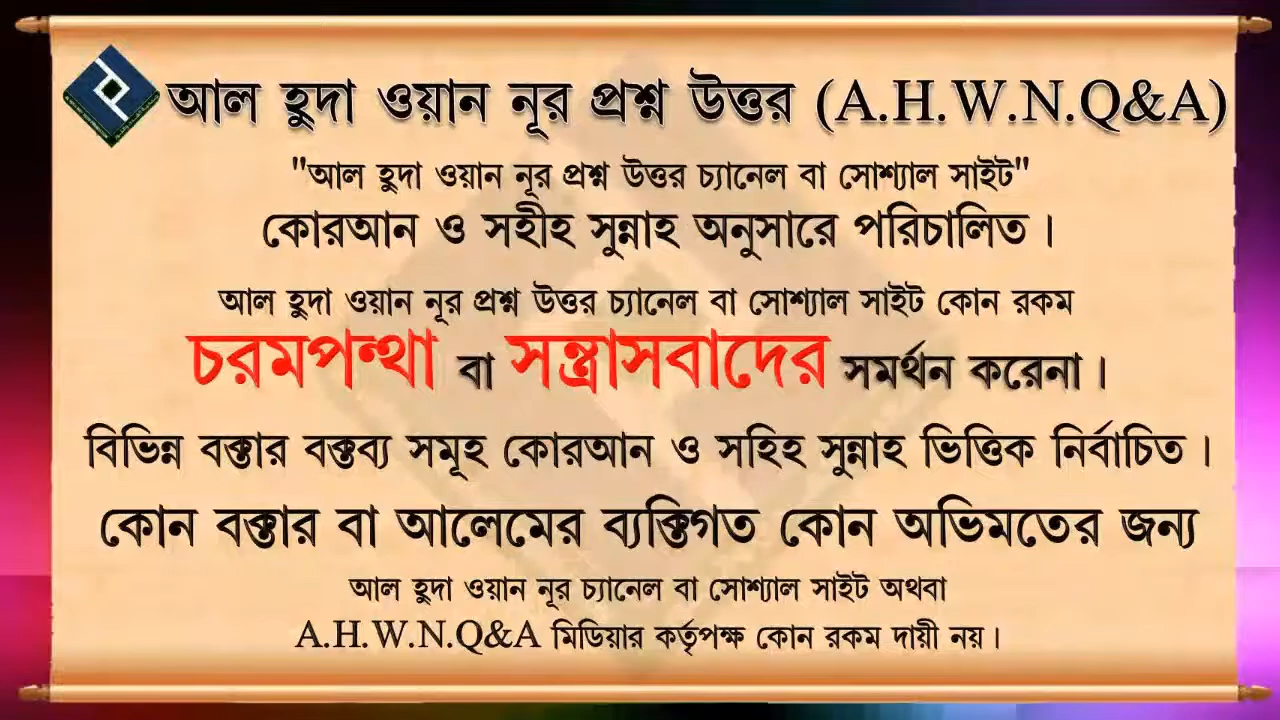 আল হুদা ওয়ান নূর প্রশ্ন উত্তর (A.H.W.N.Q&A)
"আল হুদা ওয়ান নূর প্রশ্ন উত্তর চ্যানেল বা সোশ্যাল সাইট"
কোরআন ও সহীহ সুন্নাহ অনুসারে পরিচালিত।
আল হুদা ওয়ান নূর প্রশ্ন উত্তর চ্যানেল বা সোশ্যাল সাইট কোন রকম
চরমপন্থা বা সন্ত্রাসবাদের সমর্থন করেনা।
বিভিন্ন বক্তার বক্তব্য সমূহ কোরআন ও সহিহ সুন্নাহ ভিত্তিক নির্বাচিত।
কোন বক্তার বা আলেমের ব্যক্তিগত কোন অভিমতের জন্য
আল হুদা ওয়ান নূর চ্যানেল বা সোশ্যাল সাইট অথবা
A.H.W.N.Q&A মিডিয়ার কর্তৃপক্ষ কোন রকম দায়ী নয়।